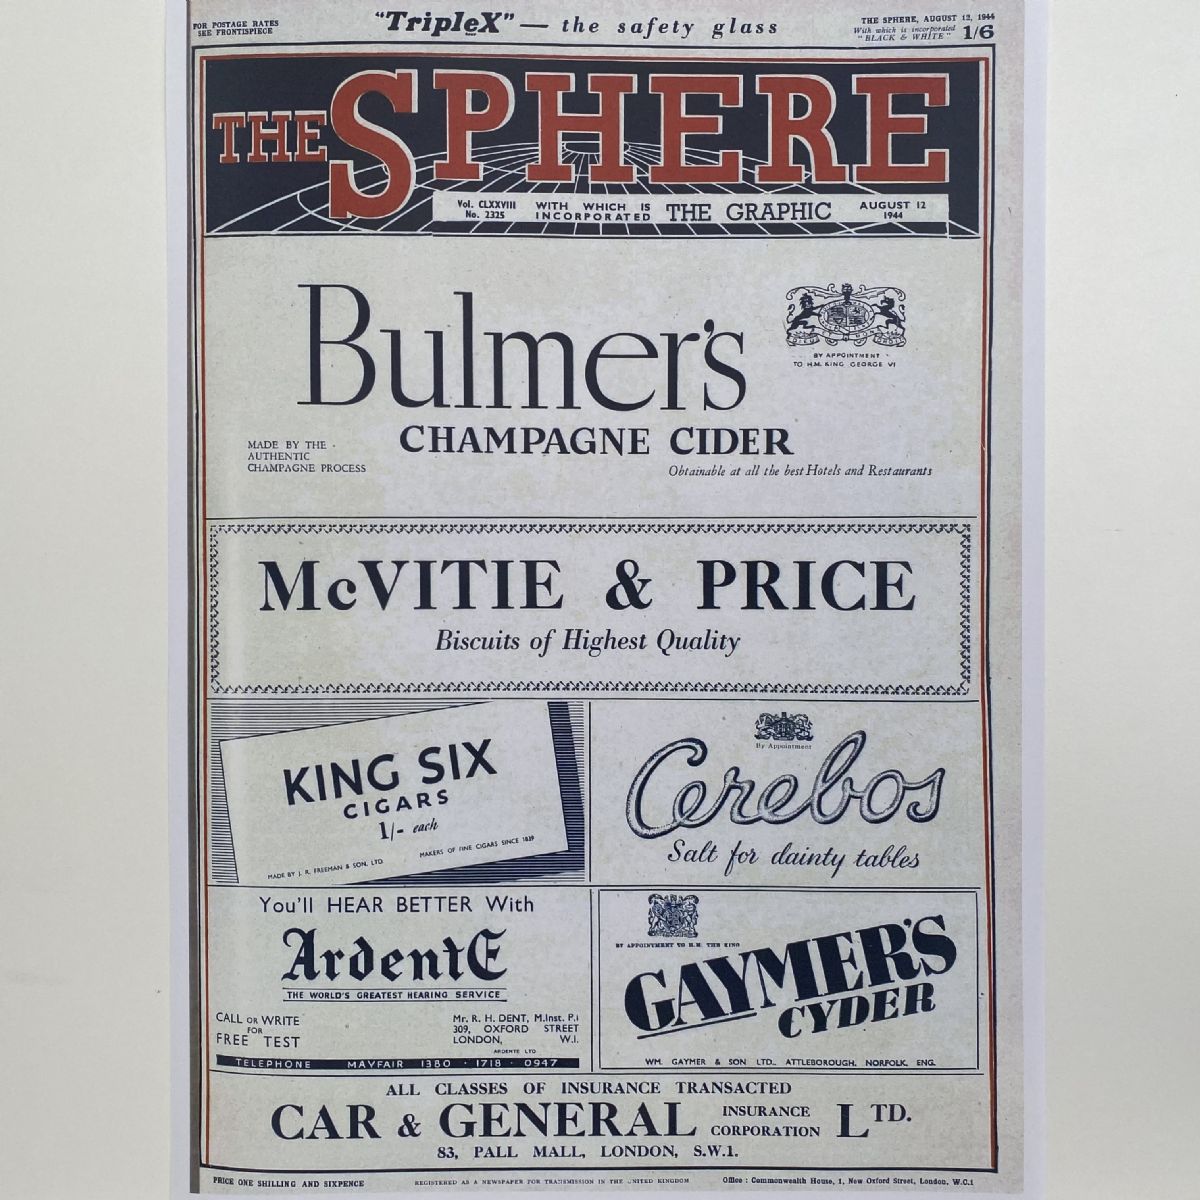 FOR POSTAGE RATES
SEE FRONTISPIECE
"TripleX" — the safety glass
THE SPHERE, AUGUST 12, 1944
With which is incorporated
"BLACK & WHITE"
1/6
THE SPHERE
Vol. CLXXVIII
No. 2325
WITH WHICH IS
INCORPORATED
THE GRAPHIC
AUGUST 12
1944
Bulmer's
BY APPOINTMENT
TO H.M. KING GEORGE VI
CHAMPAGNE CIDER
MADE BY THE
AUTHENTIC
CHAMPAGNE PROCESS
Obtainable at all the best Hotels and Restaurants
McVITIE & PRICE
Biscuits of Highest Quality
KING SIX
CIGARS
1/- each
MADE BY J. R. FREEMAN & SON, LTD.
MAKERS OF FINE CIGARS SINCE 1839
By Appointment
Cerebos
Salt for dainty tables
You'll HEAR BETTER With
ArdentE
THE WORLD'S GREATEST HEARING SERVICE
CALL OR WRITE
FOR
FREE TEST
Mr. R. H. DENT, M.Inst. P.I
309, OXFORD STREET
LONDON, W.I.
ARDENTE LTD
TELEPHONE MAYFAIR 1380 · 1718 · 0947
BY APPOINTMENT TO H.M. THE KING
GAYMER'S
CYDER
WM. GAYMER & SON LTD., ATTLEBOROUGH, NORFOLK, ENG.
ALL CLASSES OF INSURANCE TRANSACTED
CAR & GENERAL INSURANCE CORPORATION LTD.
83, PALL MALL, LONDON, S.W.1.
PRICE ONE SHILLING AND SIXPENCE
REGISTERED AS A NEWSPAPER FOR TRANSMISSION IN THE UNITED KINGDOM
Office : Commonwealth House, 1, New Oxford Street, London, W.C.1